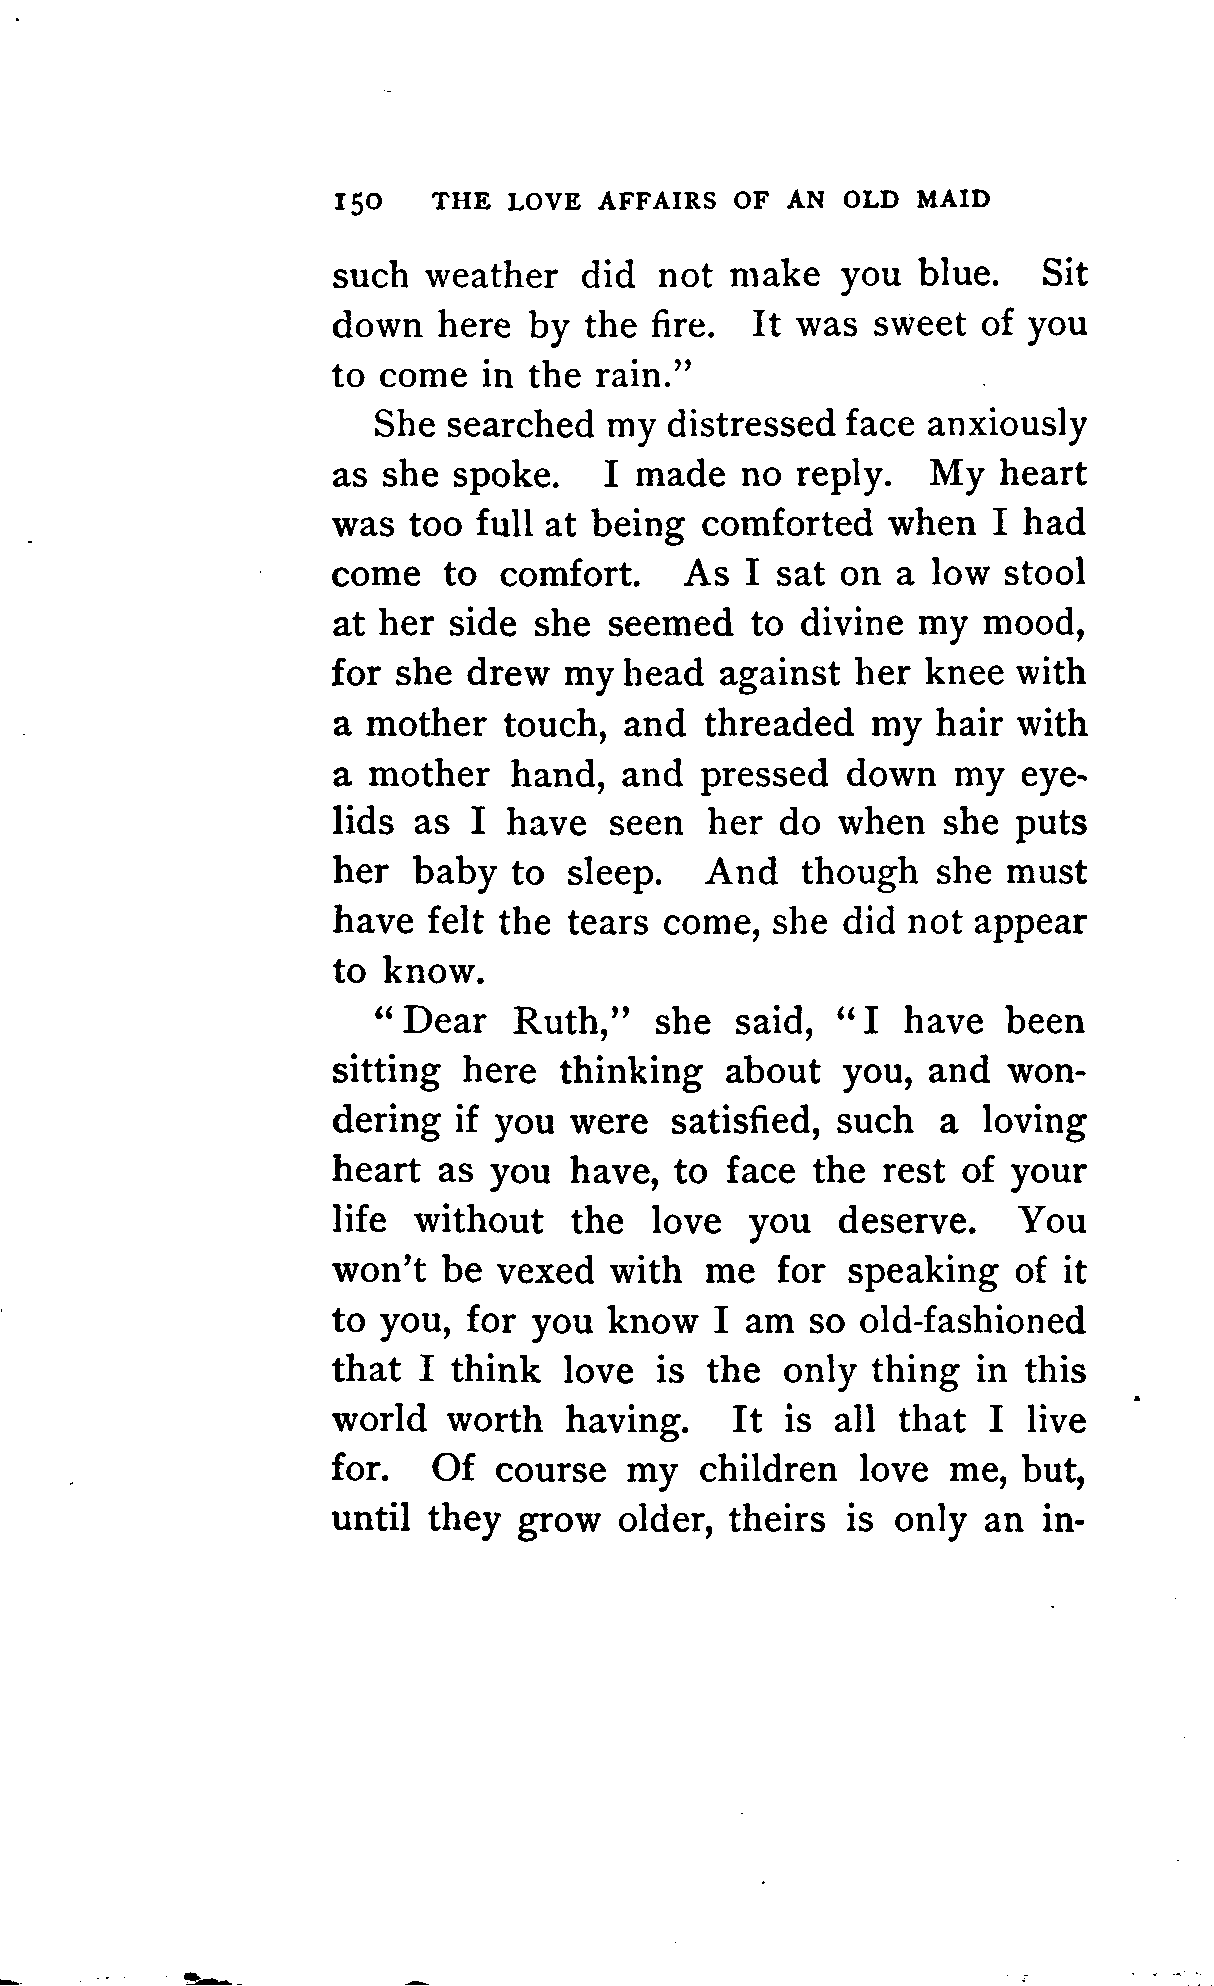 150 THE LOVE AFFAIRS OF AN OLD MAID
such weather did not make you blue. Sit
down here by the fire. It was sweet of you
to come in the rain.”
She searched my distressed face anxiously
as she spoke. I made no reply. My heart
was too full at being comforted when I had
come to comfort. As I sat on a low stool
at her side she seemed to divine my mood,
for she drew my head against her knee with
a mother touch, and threaded my hair with
a mother hand, and pressed down my eye-
lids as I have seen her do when she puts
her baby to sleep. And though she must
have felt the tears come, she did not appear
to know.
“Dear Ruth,” she said, “I have been
sitting here thinking about you, and won-
dering if you were satisfied, such a loving
heart as you have, to face the rest of your
life without the love you deserve. You
won’t be vexed with me for speaking of it
to you, for you know I am so old-fashioned
that I think love is the only thing in this
world worth having. It is all that I live
for. Of course my children love me, but,
until they grow older, theirs is only an in-